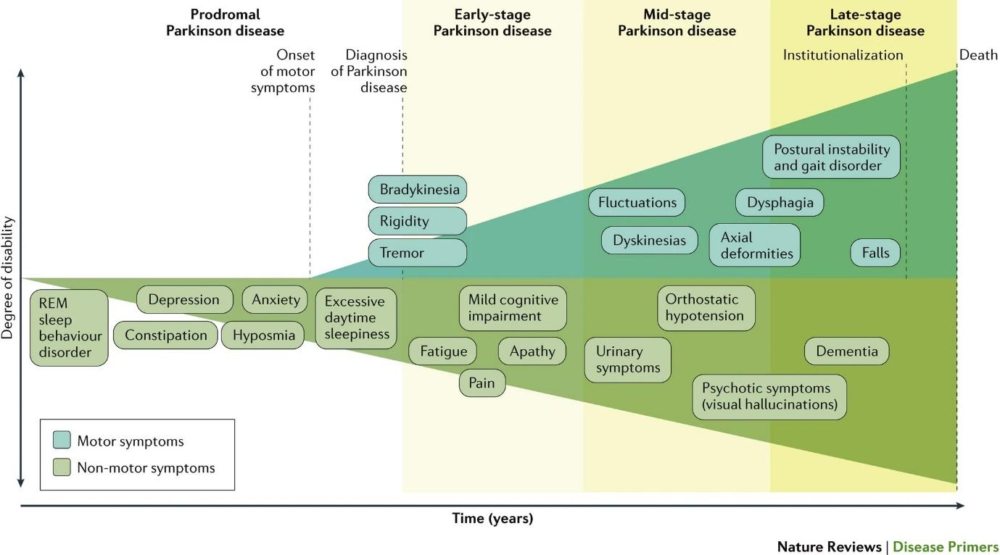 Prodromal
Parkinson disease
Early-stage
Parkinson disease
Mid-stage
Parkinson disease
Late-stage
Parkinson disease
Onset
of motor
symptoms
Diagnosis
of Parkinson
disease
Institutionalization
Death
Degree of disability
Bradykinesia
Rigidity
Tremor
Fluctuations
Dyskinesias
Postural instability
and gait disorder
Dysphagia
Axial
deformities
Falls
REM
sleep
behaviour
disorder
Depression
Constipation
Anxiety
Hyposmia
Excessive
daytime
sleepiness
Mild cognitive
impairment
Fatigue
Apathy
Pain
Orthostatic
hypotension
Urinary
symptoms
Dementia
Psychotic symptoms
(visual hallucinations)
Motor symptoms
Non-motor symptoms
Time (years)
Nature Reviews | Disease Primers